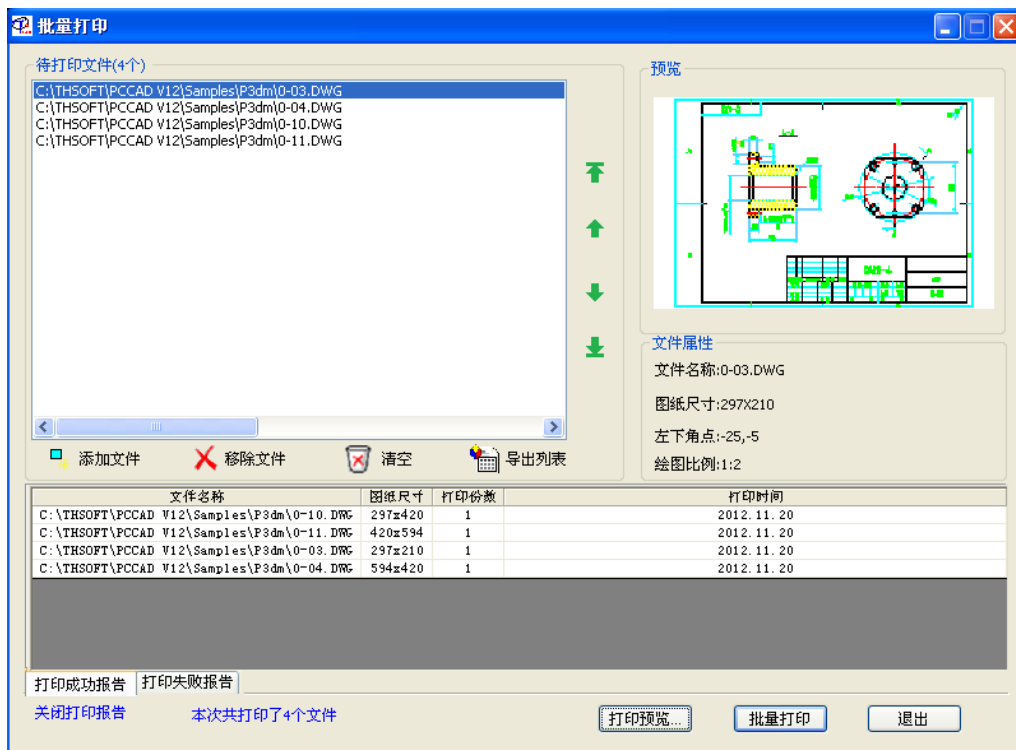 批量打印
待打印文件(4个)
C:\THSOFT\PCCAD V12\Samples\P3dm\0-03.DWG
C:\THSOFT\PCCAD V12\Samples\P3dm\0-04.DWG
C:\THSOFT\PCCAD V12\Samples\P3dm\0-10.DWG
C:\THSOFT\PCCAD V12\Samples\P3dm\0-11.DWG
添加文件 移除文件 清空 导出列表
预览
文件属性
文件名称:0-03.DWG
图纸尺寸:297X210
左下角点:-25,-5
绘图比例:1:2
文件名称 图纸尺寸 打印份数 打印时间
C:\THSOFT\PCCAD V12\Samples\P3dm\0-10.DWG 297x420 1 2012.11.20
C:\THSOFT\PCCAD V12\Samples\P3dm\0-11.DWG 420x594 1 2012.11.20
C:\THSOFT\PCCAD V12\Samples\P3dm\0-03.DWG 297x210 1 2012.11.20
C:\THSOFT\PCCAD V12\Samples\P3dm\0-04.DWG 594x420 1 2012.11.20
打印成功报告 打印失败报告
关闭打印报告 本次共打印了4个文件
打印预览... 批量打印 退出